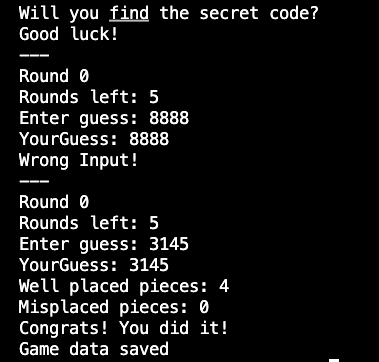 Will you find the secret code?
Good luck!
---
Round 0
Rounds left: 5
Enter guess: 8888
YourGuess: 8888
Wrong Input!
---
Round 0
Rounds left: 5
Enter guess: 3145
YourGuess: 3145
Well placed pieces: 4
Misplaced pieces: 0
Congrats! You did it!
Game data saved